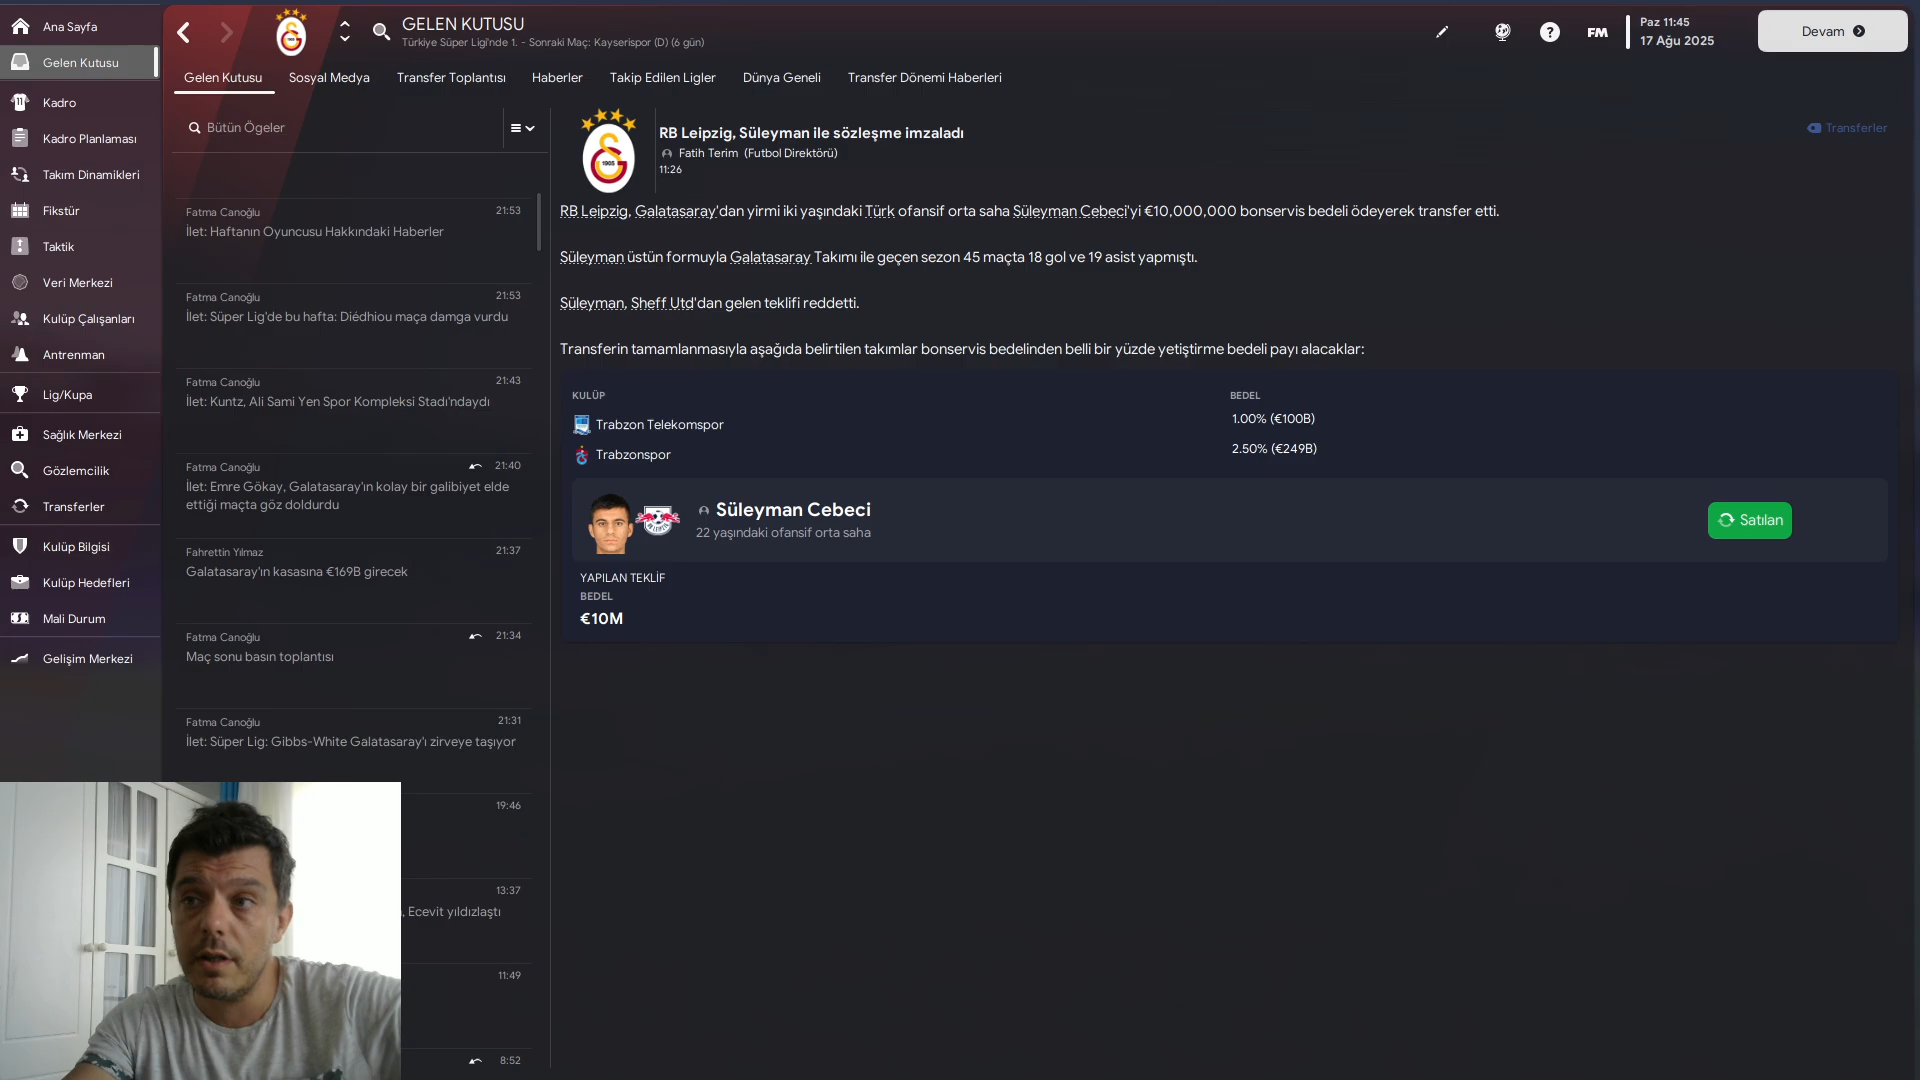 Ana Sayfa
Gelen Kutusu
Kadro
Kadro Planlaması
Takım Dinamikleri
Fikstür
Taktik
Veri Merkezi
Kulüp Çalışanları
Antrenman
Lig/Kupa
Sağlık Merkezi
Gözlemcilik
Transferler
Kulüp Bilgisi
Kulüp Hedefleri
Mali Durum
Gelişim Merkezi
GELEN KUTUSU
Türkiye Süper Ligi'nde 1. - Sonraki Maç: Kayserispor (D) (6 gün)
FM
Paz 11:45
17 Ağu 2025
Devam
Gelen Kutusu Sosyal Medya Transfer Toplantısı Haberler Takip Edilen Ligler Dünya Geneli Transfer Dönemi Haberleri
Bütün Ögeler
Fatma Canoğlu 21:53
İlet: Haftanın Oyuncusu Hakkındaki Haberler
Fatma Canoğlu 21:53
İlet: Süper Lig'de bu hafta: Diédhiou maça damga vurdu
Fatma Canoğlu 21:43
İlet: Kuntz, Ali Sami Yen Spor Kompleksi Stadı'ndaydı
Fatma Canoğlu 21:40
İlet: Emre Gökay, Galatasaray'ın kolay bir galibiyet elde
ettiği maçta göz doldurdu
Fahrettin Yılmaz 21:37
Galatasaray'ın kasasına €169B girecek
Fatma Canoğlu 21:34
Maç sonu basın toplantısı
Fatma Canoğlu 21:31
İlet: Süper Lig: Gibbs-White Galatasaray'ı zirveye taşıyor
19:46
13:37
, Ecevit yıldızlaştı
11:49
8:52
RB Leipzig, Süleyman ile sözleşme imzaladı
Fatih Terim (Futbol Direktörü)
11:26
Transferler
RB Leipzig, Galatasaray'dan yirmi iki yaşındaki Türk ofansif orta saha Süleyman Cebeci'yi €10,000,000 bonservis bedeli ödeyerek transfer etti.
Süleyman üstün formuyla Galatasaray Takımı ile geçen sezon 45 maçta 18 gol ve 19 asist yapmıştı.
Süleyman, Sheff Utd'dan gelen teklifi reddetti.
Transferin tamamlanmasıyla aşağıda belirtilen takımlar bonservis bedelinden belli bir yüzde yetiştirme bedeli payı alacaklar:
KULÜP BEDEL
Trabzon Telekomspor 1.00% (€100B)
Trabzonspor 2.50% (€249B)
Süleyman Cebeci
22 yaşındaki ofansif orta saha
Satılan
YAPILAN TEKLİF
BEDEL
€10M